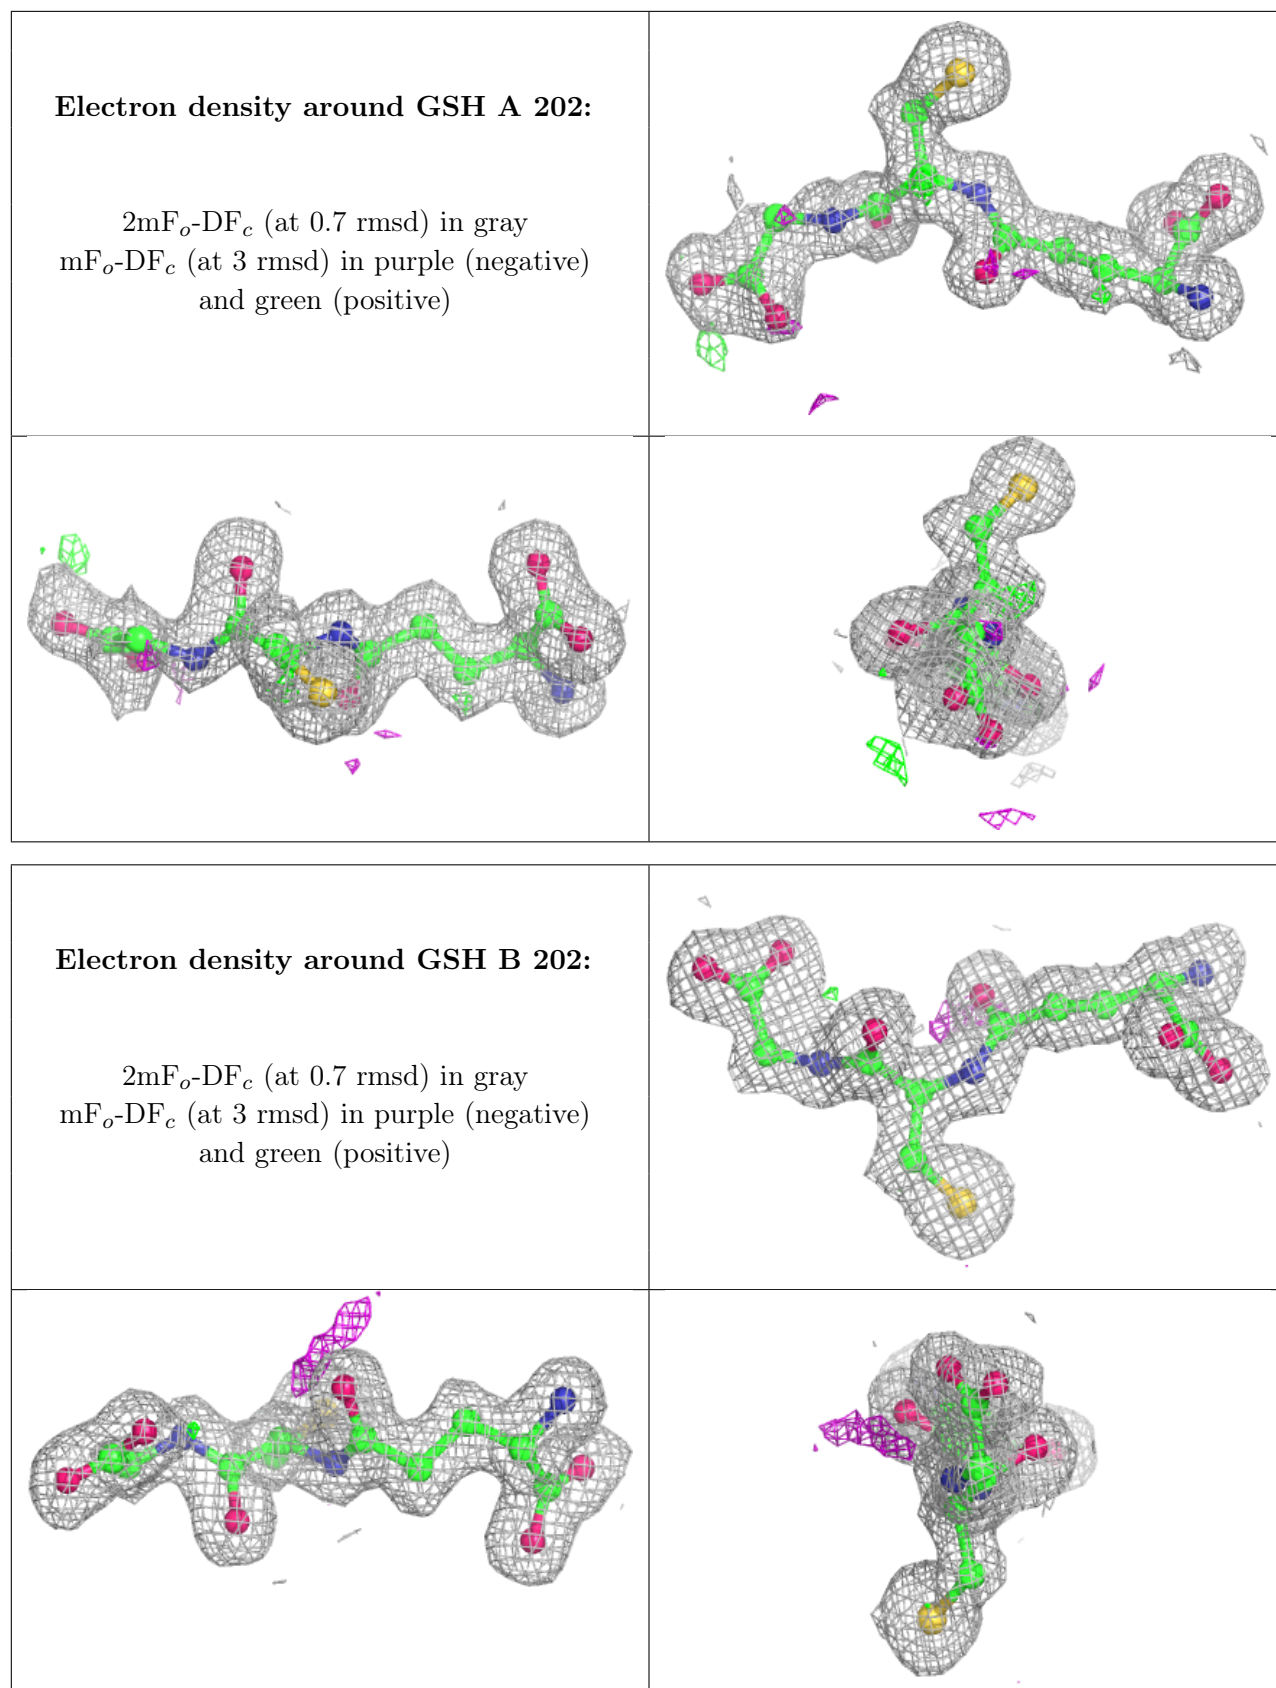 Electron density around GSH A 202:
2mFo-DFc (at 0.7 rmsd) in gray
mFo-DFc (at 3 rmsd) in purple (negative)
and green (positive)
Electron density around GSH B 202:
2mFo-DFc (at 0.7 rmsd) in gray
mFo-DFc (at 3 rmsd) in purple (negative)
and green (positive)